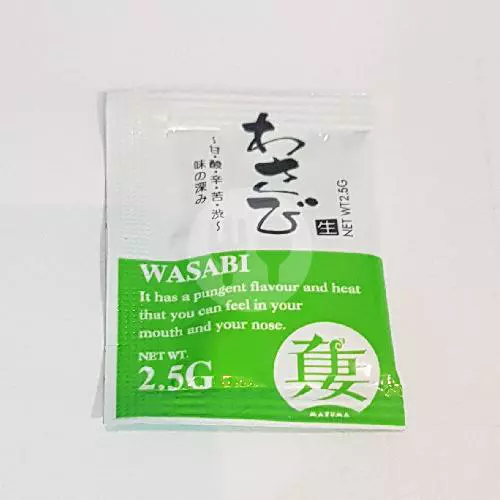 わさび
~甘・酸・辛・苦・渋~
味の深み
生
NET WT2.5G
WASABI
It has a pungent flavour and heat
that you can feel in your
mouth and your nose.
NET WT.
2.5G
MAZUMA